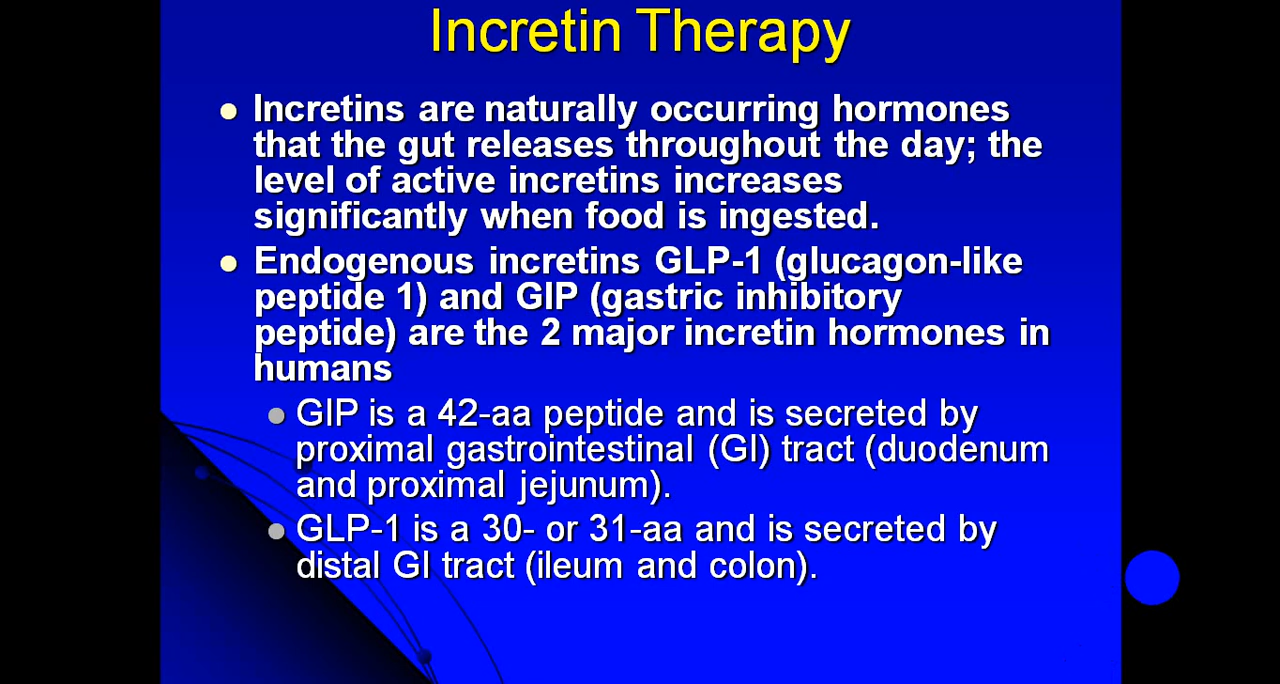 Incretin Therapy
Incretins are naturally occurring hormones
that the gut releases throughout the day; the
level of active incretins increases
significantly when food is ingested.
Endogenous incretins GLP-1 (glucagon-like
peptide 1) and GIP (gastric inhibitory
peptide) are the 2 major incretin hormones in
humans
GIP is a 42-aa peptide and is secreted by
proximal gastrointestinal (GI) tract (duodenum
and proximal jejunum).
GLP-1 is a 30- or 31-aa and is secreted by
distal GI tract (ileum and colon).